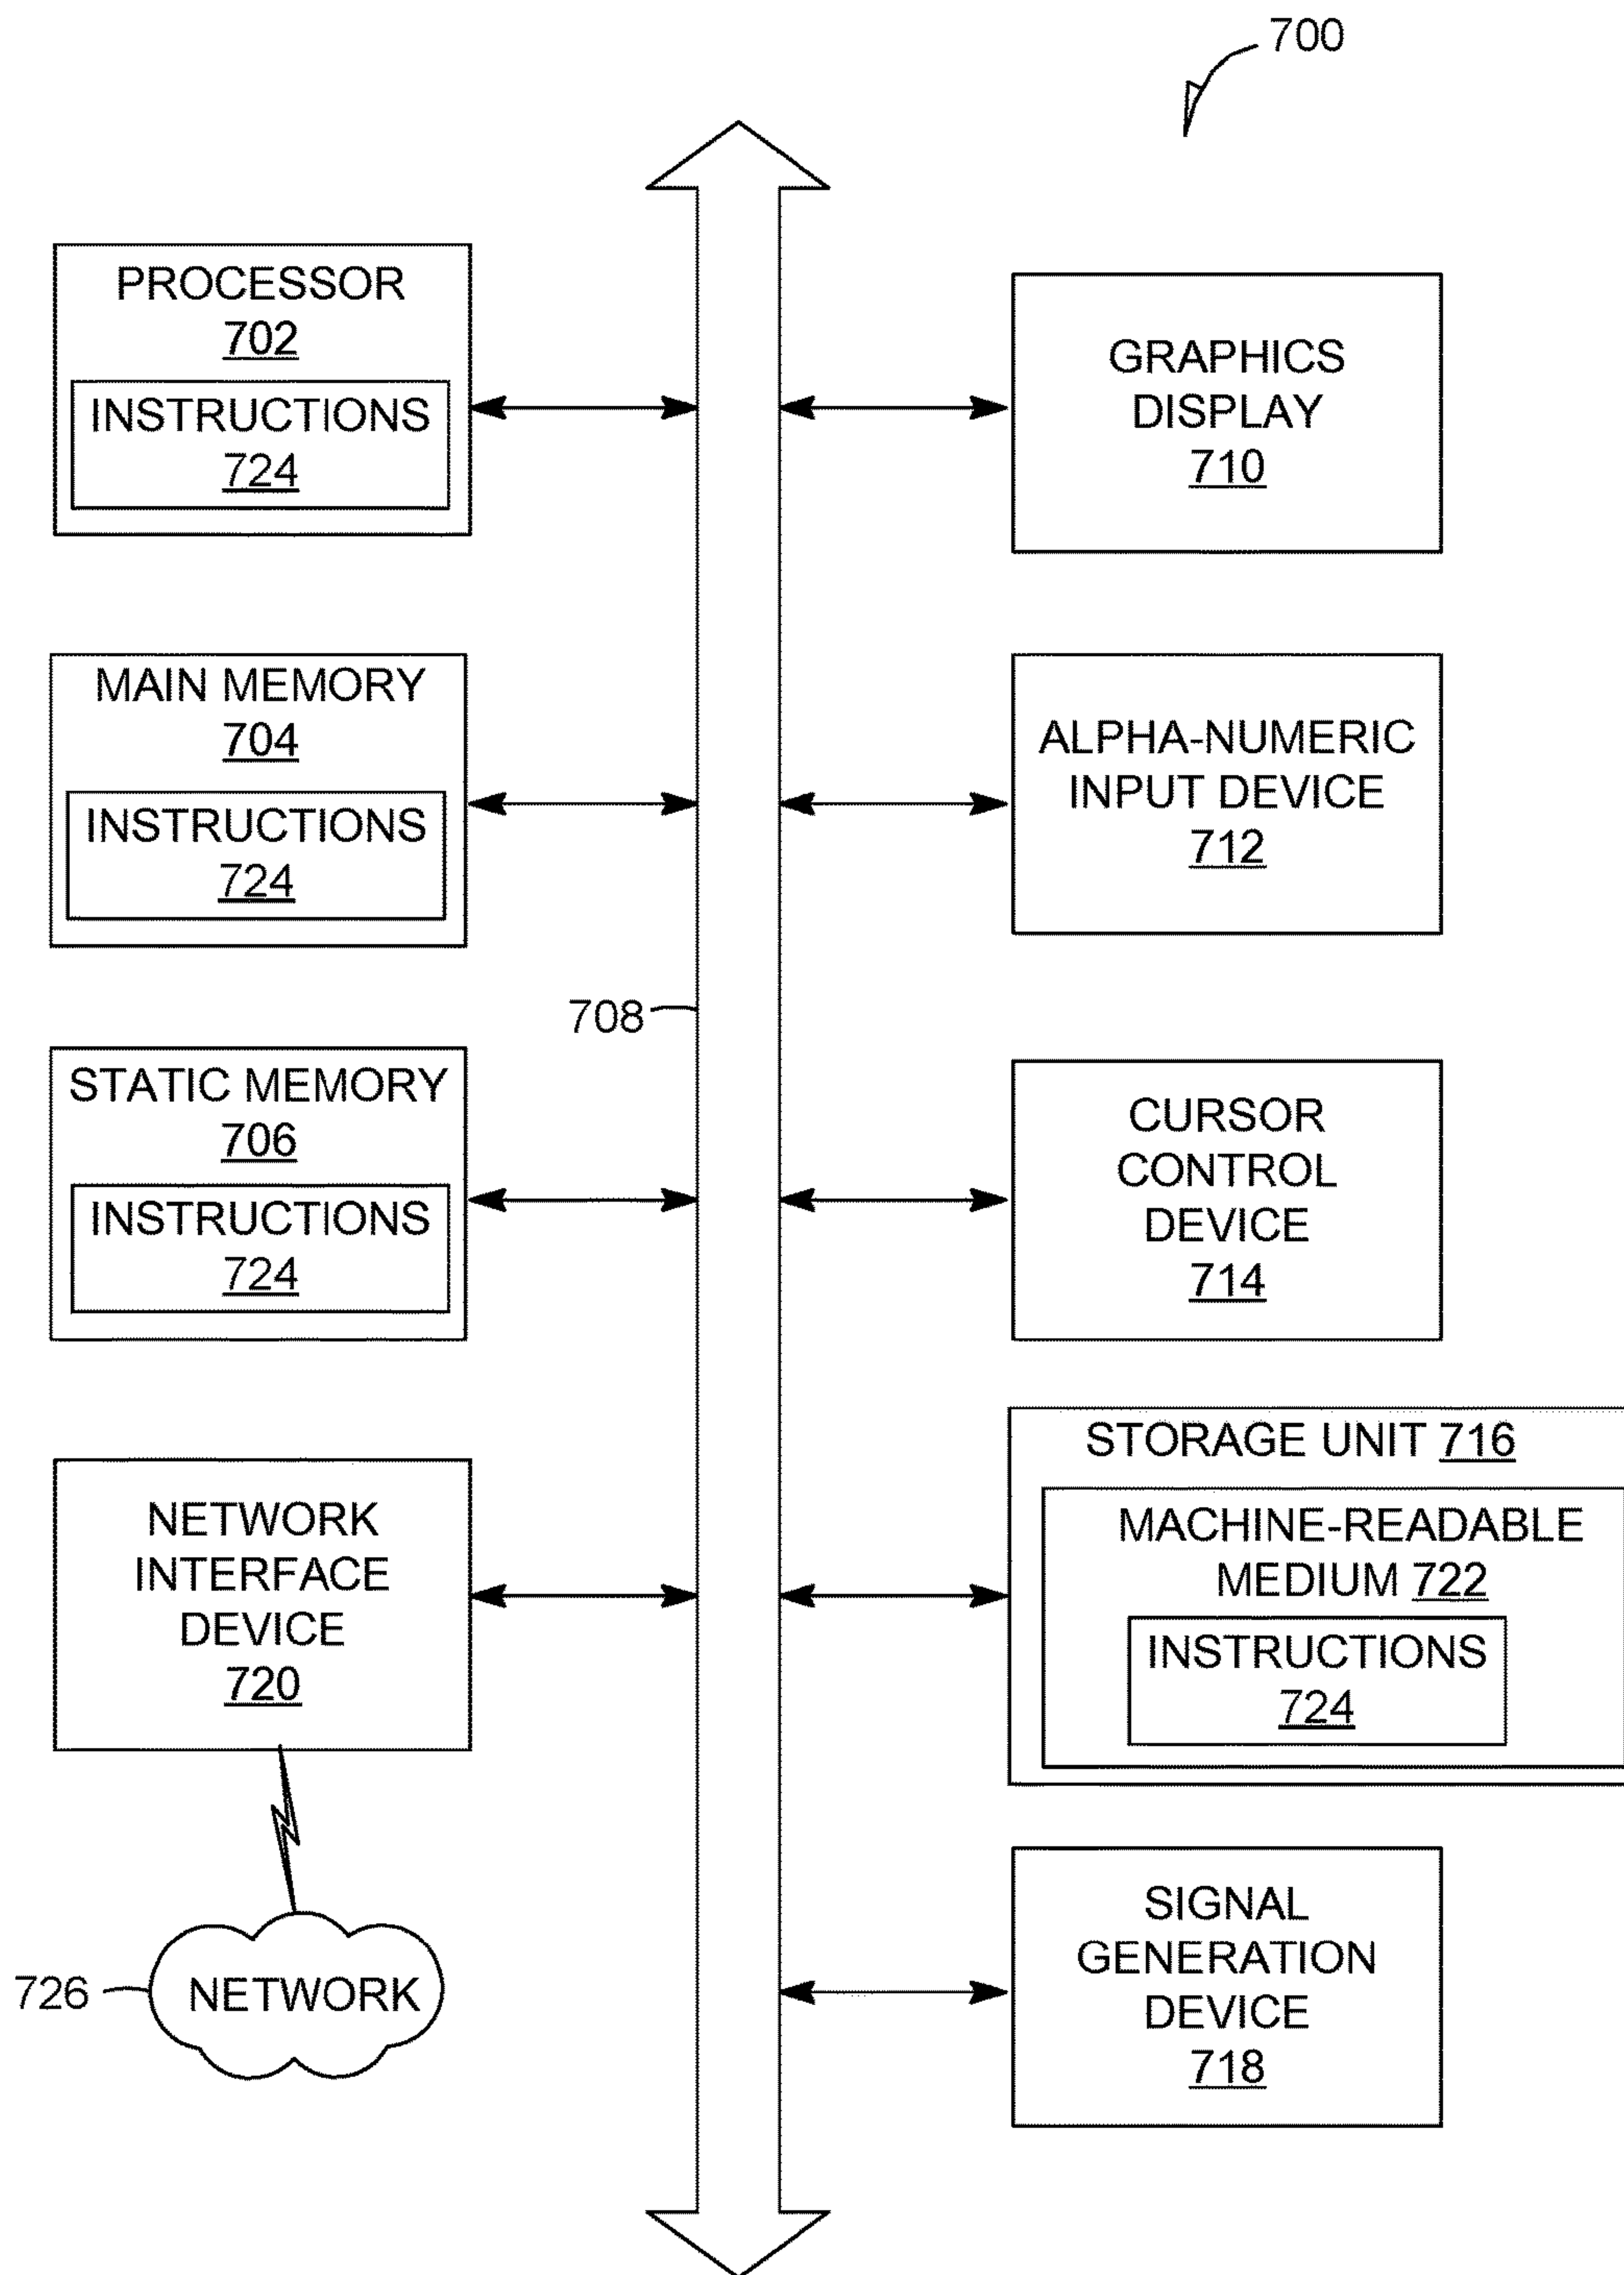 700
PROCESSOR
702
INSTRUCTIONS
724
GRAPHICS
DISPLAY
710
MAIN MEMORY
704
INSTRUCTIONS
724
ALPHA-NUMERIC
INPUT DEVICE
712
708
STATIC MEMORY
706
INSTRUCTIONS
724
CURSOR
CONTROL
DEVICE
714
NETWORK
INTERFACE
DEVICE
720
STORAGE UNIT 716
MACHINE-READABLE
MEDIUM 722
INSTRUCTIONS
724
726
NETWORK
SIGNAL
GENERATION
DEVICE
718